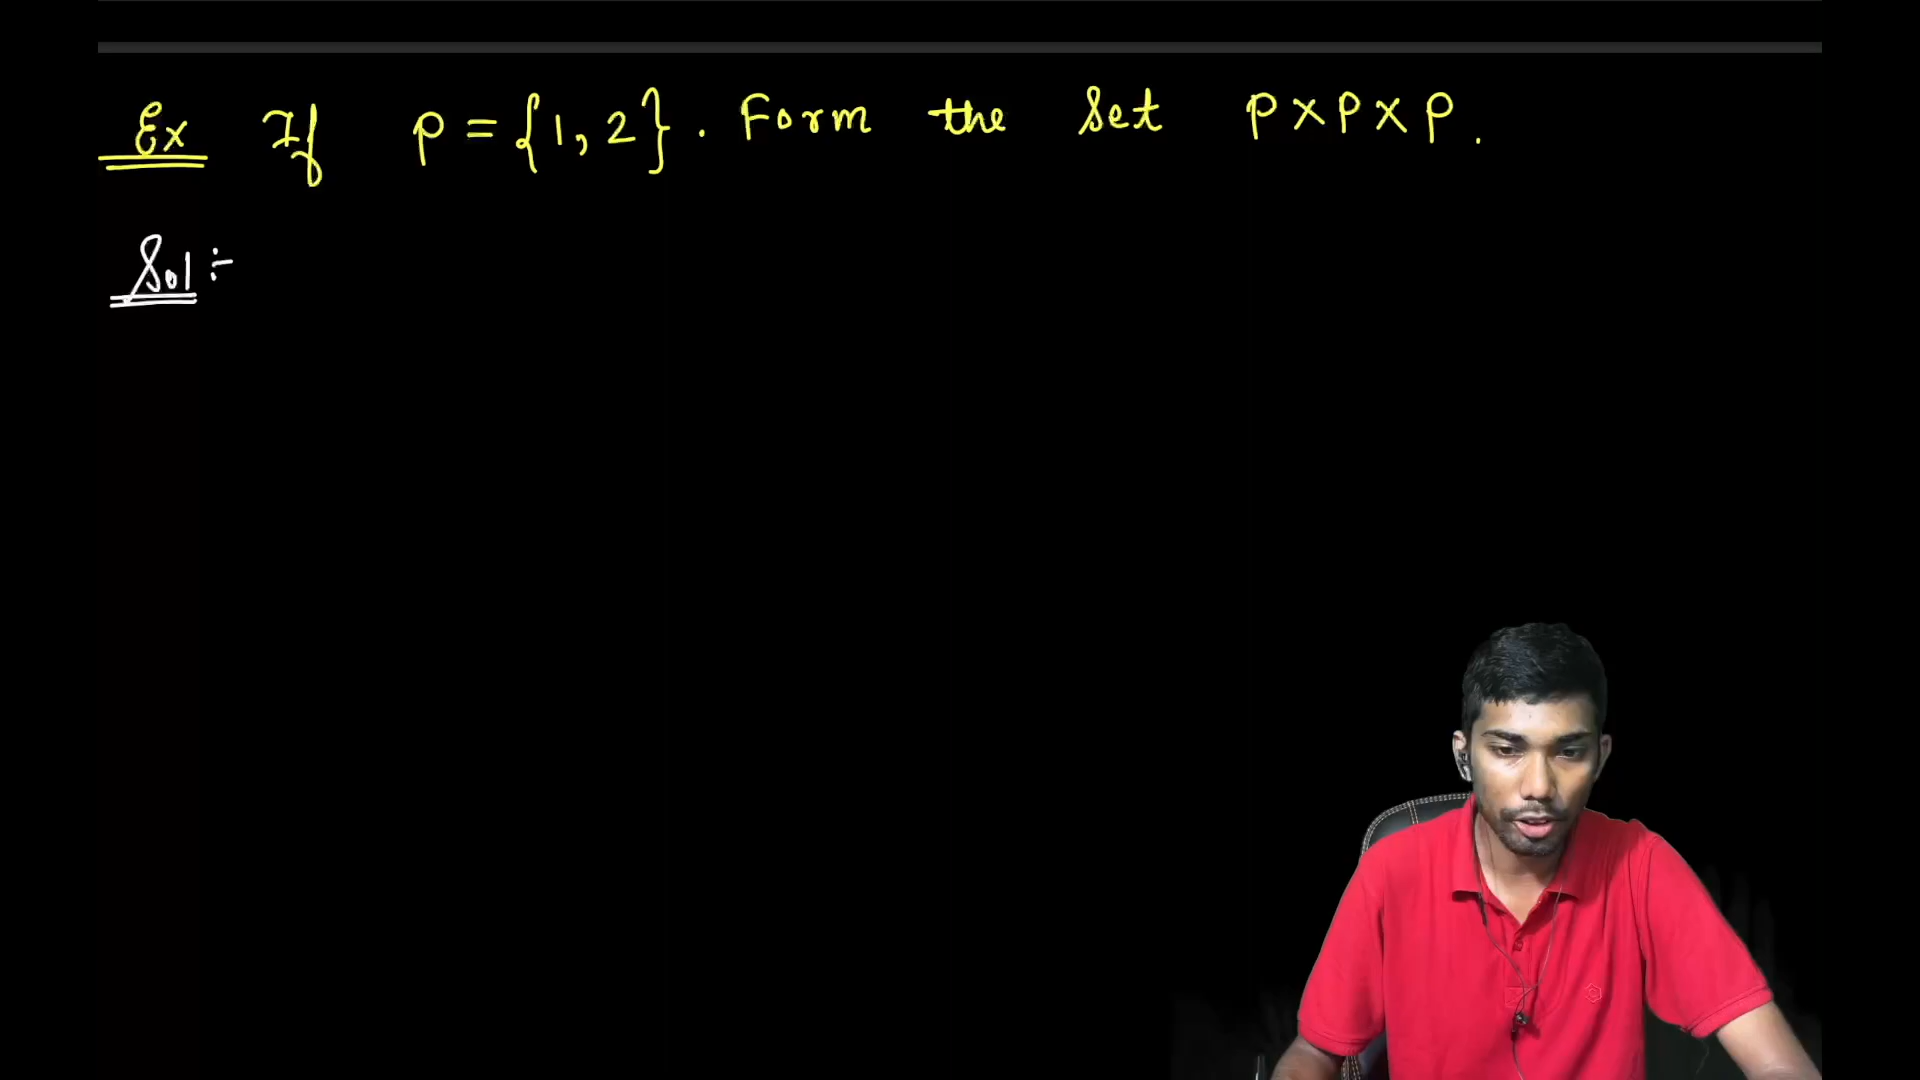 Ex If P = {1, 2}. Form the set P × P × P.
Sol :-